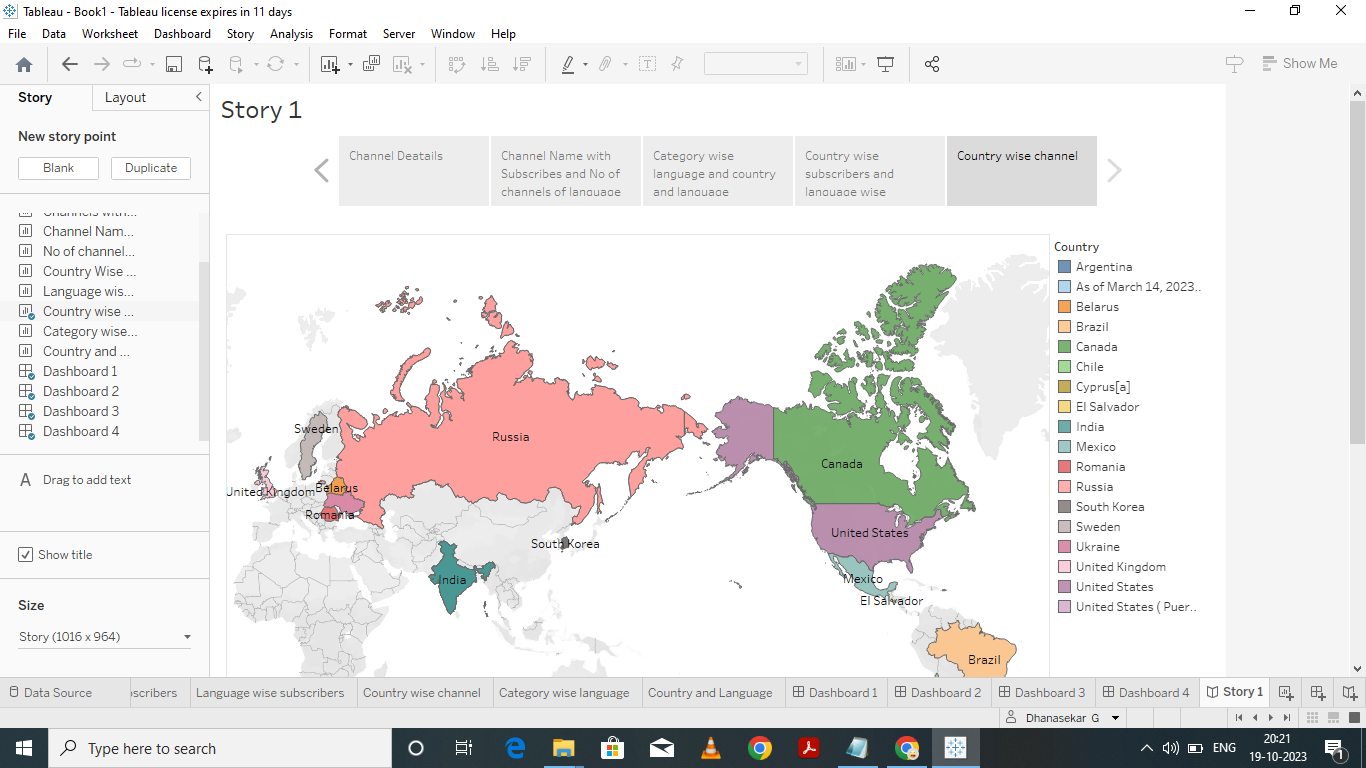 Tableau - Book1 - Tableau license expires in 11 days
File Data Worksheet Dashboard Story Analysis Format Server Window Help
Show Me
Story Layout
New story point
Blank Duplicate
Channel Nam...
No of channel...
Country Wise ...
Language wis...
Country wise ...
Category wise...
Country and ...
Dashboard 1
Dashboard 2
Dashboard 3
Dashboard 4
A Drag to add text
Show title
Size
Story (1016 x 964)
Story 1
Channel Deatails
Channel Name with
Subscribes and No of
channels of language
Category wise
language and country
and language
Country wise
subscribers and
language wise
Country wise channel
Sweden
Russia
Canada
United Kingdom
Belarus
Romania
South Korea
United States
India
Mexico
El Salvador
Brazil
Country
Argentina
As of March 14, 2023..
Belarus
Brazil
Canada
Chile
Cyprus[a]
El Salvador
India
Mexico
Romania
Russia
South Korea
Sweden
Ukraine
United Kingdom
United States
United States ( Puer..
Data Source
scribers
Language wise subscribers
Country wise channel
Category wise language
Country and Language
Dashboard 1
Dashboard 2
Dashboard 3
Dashboard 4
Story 1
Dhanasekar G
Type here to search
ENG
20:21
19-10-2023
1